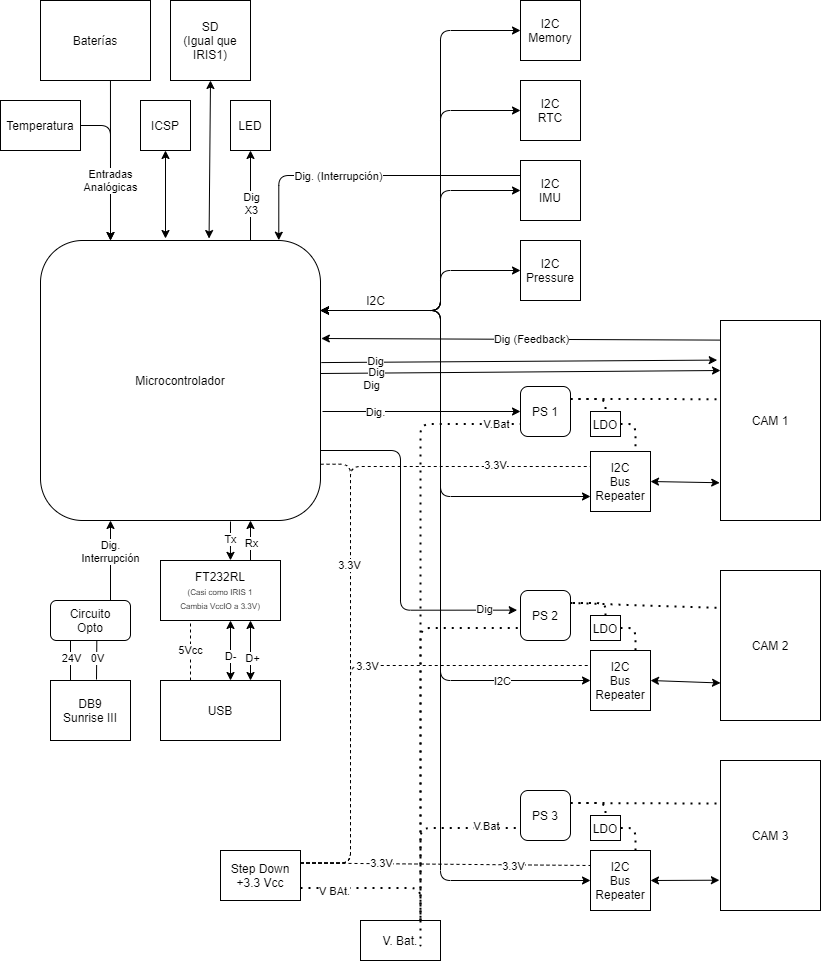 Baterías
SD
(Igual que
IRIS1)
I2C
Memory
Temperatura
ICSP
LED
I2C
RTC
Entradas
Analógicas
Dig
X3
Dig. (Interrupción)
I2C
IMU
I2C
Pressure
I2C
Dig (Feedback)
Microcontrolador
Dig
Dig
Dig
Dig.
PS 1
V.Bat
LDO
CAM 1
3.3V
I2C
Bus
Repeater
Dig.
Interrupción
Tx
Rx
3.3V
FT232RL
(Casi como IRIS 1
Cambia VccIO a 3.3V)
Circuito
Opto
Dig
PS 2
LDO
CAM 2
24V
0V
5Vcc
D-
D+
3.3V
I2C
I2C
Bus
Repeater
DB9
Sunrise III
USB
PS 3
V.Bat
LDO
CAM 3
Step Down
+3.3 Vcc
3.3V
3.3V
I2C
Bus
Repeater
V BAt.
V. Bat.